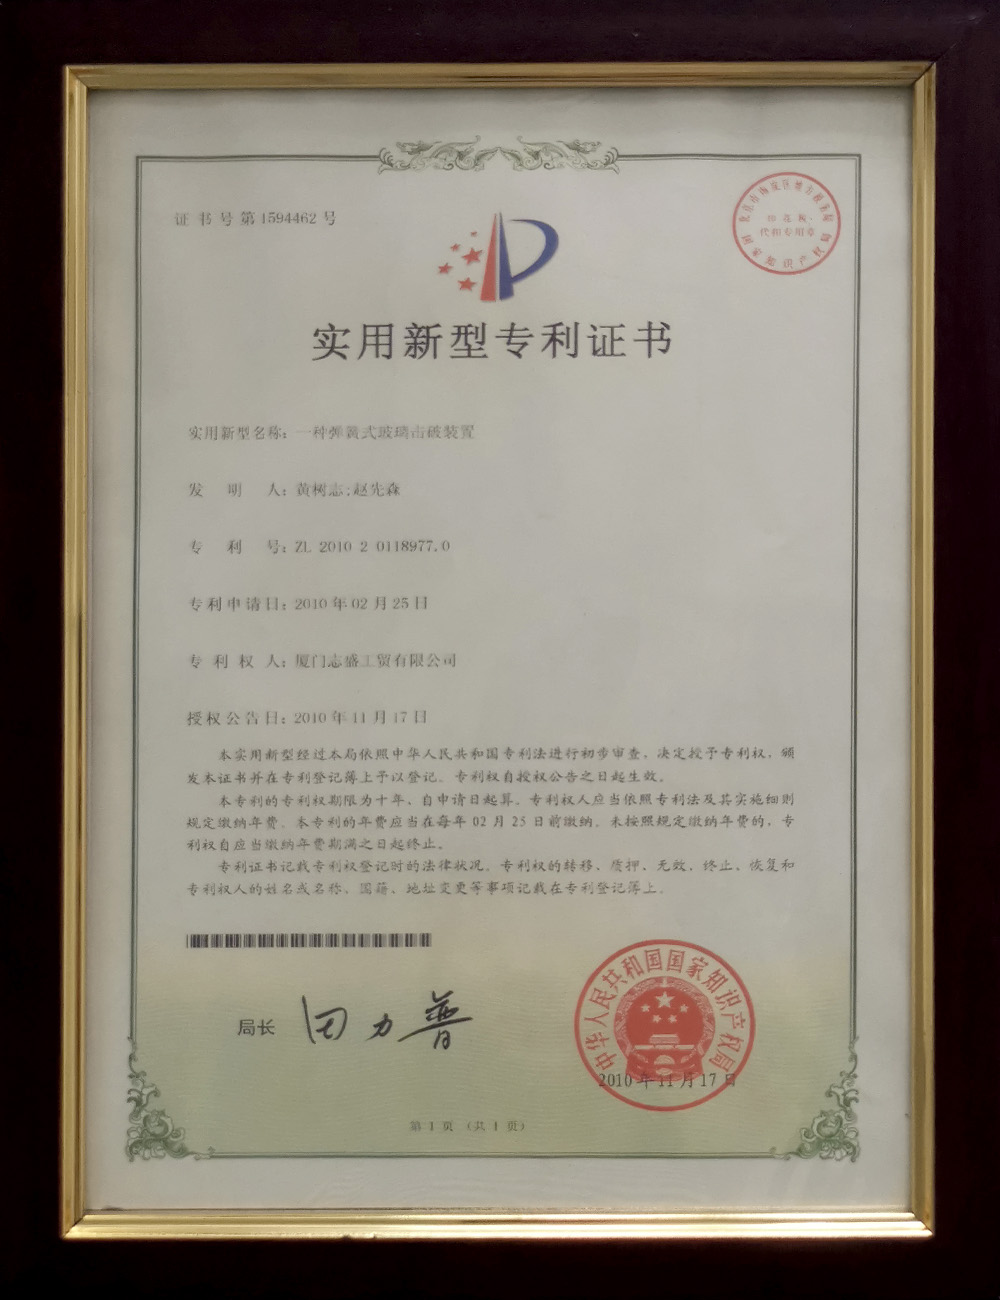 证书号第1594462号
实用新型专利证书
实用新型名称：一种弹簧式玻璃击破装置
发明人：黄树志;赵先森
专利号：ZL 2010 2 0118977.0
专利申请日：2010年02月25日
专利权人：厦门志盛工贸有限公司
授权公告日：2010年11月17日
本实用新型经过本局依照中华人民共和国专利法进行初步审查，决定授予专利权，颁
发本证书并在专利登记簿上予以登记。专利权自授权公告之日起生效。
本专利的专利权期限为十年，自申请日起算。专利权人应当依照专利法及其实施细则
规定缴纳年费。本专利的年费应当在每年02月25日前缴纳。未按照规定缴纳年费的，专
利权自应当缴纳年费期满之日起终止。
专利证书记载专利权登记时的法律状况。专利权的转移、质押、无效、终止、恢复和
专利权人的姓名或名称、国籍、地址变更等事项记载在专利登记簿上。
局长
田力普
中华人民共和国国家知识产权局
2010年11月17日
第1页（共1页）